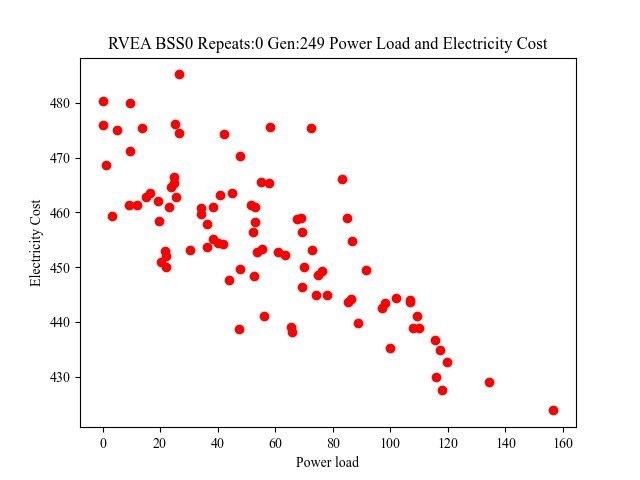 RVEA BSS0 Repeats:0 Gen:249 Power Load and Electricity Cost
480
470
460
450
440
430
Electricity Cost
0 20 40 60 80 100 120 140 160
Power load